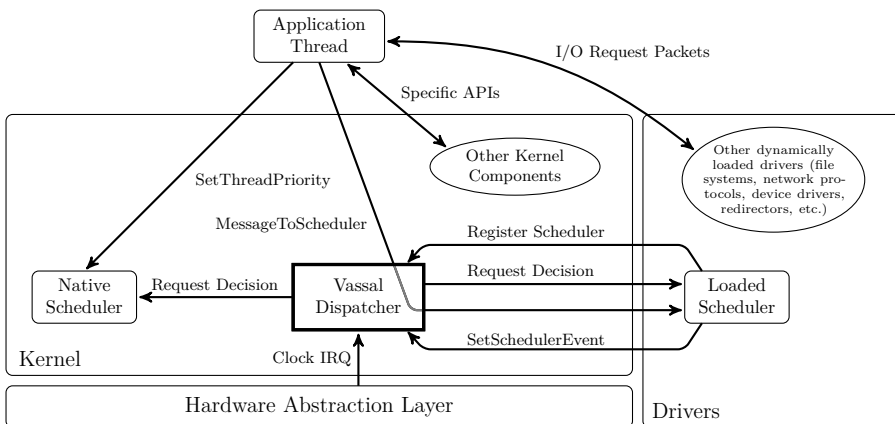 Application
Thread
I/O Request Packets
Specific APIs
Other Kernel
Components
Other dynamically
loaded drivers (file
systems, network pro-
tocols, device drivers,
redirectors, etc.)
SetThreadPriority
MessageToScheduler
Register Scheduler
Native
Scheduler
Request Decision
Vassal
Dispatcher
Request Decision
Loaded
Scheduler
SetSchedulerEvent
Clock IRQ
Kernel
Hardware Abstraction Layer
Drivers